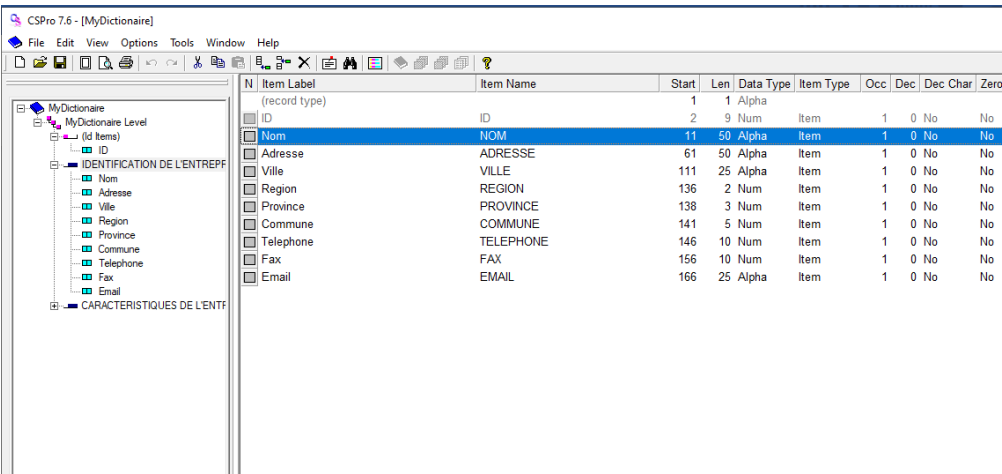 CSPro 7.6 - [MyDictionaire]
File Edit View Options Tools Window Help
N Item Label Item Name Start Len Data Type Item Type Occ Dec Dec Char Zero
(record type) 1 1 Alpha
ID ID 2 9 Num Item 1 0 No No
Nom NOM 11 50 Alpha Item 1 0 No No
Adresse ADRESSE 61 50 Alpha Item 1 0 No No
Ville VILLE 111 25 Alpha Item 1 0 No No
Region REGION 136 2 Num Item 1 0 No No
Province PROVINCE 138 3 Num Item 1 0 No No
Commune COMMUNE 141 5 Num Item 1 0 No No
Telephone TELEPHONE 146 10 Num Item 1 0 No No
Fax FAX 156 10 Num Item 1 0 No No
Email EMAIL 166 25 Alpha Item 1 0 No No
MyDictionaire
MyDictionaire Level
(Id Items)
ID
IDENTIFICATION DE L'ENTREPF
Nom
Adresse
Ville
Region
Province
Commune
Telephone
Fax
Email
CARACTERISTIQUES DE L'ENTF